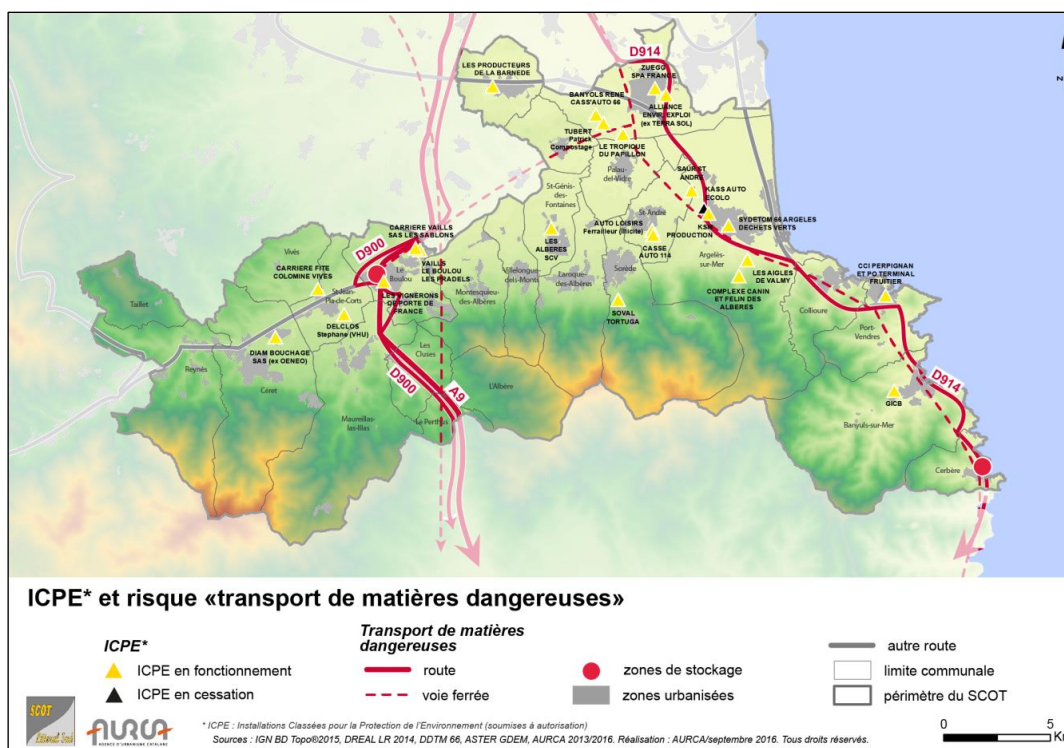 D914
ZUEGG
SPA FRANCE
LES PRODUCTEURS
DE LA BARNEDE
BANYOLS RENE
CASS'AUTO 66
ALLIANCE
ENVIR. EXPLOI
(ex TERRA SOL)
TUBERT
Patrick
Compostage
LE TROPIQUE
DU PAPILLON
Palau-
del-Vidre
SAUR ST
ANDRE
KASS AUTO
ECOLO
St-Génis-
des-
Fontaines
St-André
AUTO LOISIRS
Ferrailleur (illicite)
KSM
PRODUCTION
SYDETOM 66 ARGELES
DECHETS VERTS
CARRIERE VAILLS
SAS LES SABLONS
D900
Vivès
LES
ALBERES
SCV
CASSE
AUTO 114
Argelès-
sur-Mer
VAILLS
LE BOULOU
LES PRADELS
Le
Boulou
CARRIERE FITE
COLOMINE VIVES
Villelongue-
dels-Monts
Laroque-
des-Albères
Sorède
LES AIGLES
DE VALMY
CCI PERPIGNAN
ET PO TERMINAL
FRUITIER
Taillet
St-Jean-
Pla-de-Corts
LES VIGNERONS
DE PORTE DE
FRANCE
Montesquieu-
des-Albères
COMPLEXE CANIN
ET FELIN DES
ALBERES
Collioure
DELCLOS
Stephane (VHU)
SOVAL
TORTUGA
Port-
Vendres
DIAM BOUCHAGE
SAS (ex OENEO)
Les
Cluses
Reynès
Céret
D900
A9
L'Albère
D914
GICB
Maureillas-
las-Illas
Le Perthus
Banyuls-sur-Mer
Cerbère
ICPE* et risque «transport de matières dangereuses»
ICPE*
ICPE en fonctionnement
ICPE en cessation
Transport de matières
dangereuses
route
voie ferrée
zones de stockage
zones urbanisées
autre route
limite communale
périmètre du SCOT
SCOT
Littoral Sud
AURCA
AGENCE D'URBANISME CATALANE
* ICPE : Installations Classées pour la Protection de l'Environnement (soumises à autorisation)
Sources : IGN BD Topo®2015, DREAL LR 2014, DDTM 66, ASTER GDEM, AURCA 2013/2016. Réalisation : AURCA/septembre 2016. Tous droits réservés.
0 5